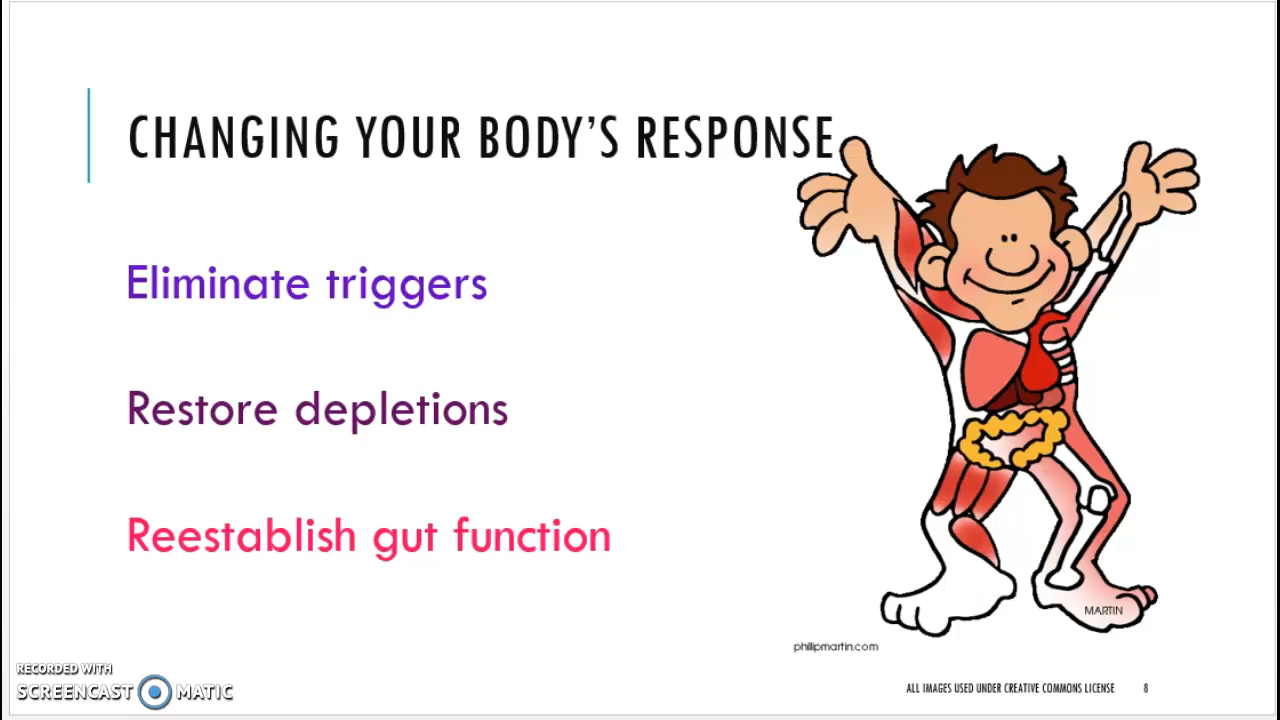 CHANGING YOUR BODY'S RESPONSE
Eliminate triggers
Restore depletions
Reestablish gut function
MARTIN
phillipmartin.com
RECORDED WITH
SCREENCAST MATIC
ALL IMAGES USED UNDER CREATIVE COMMONS LICENSE 8